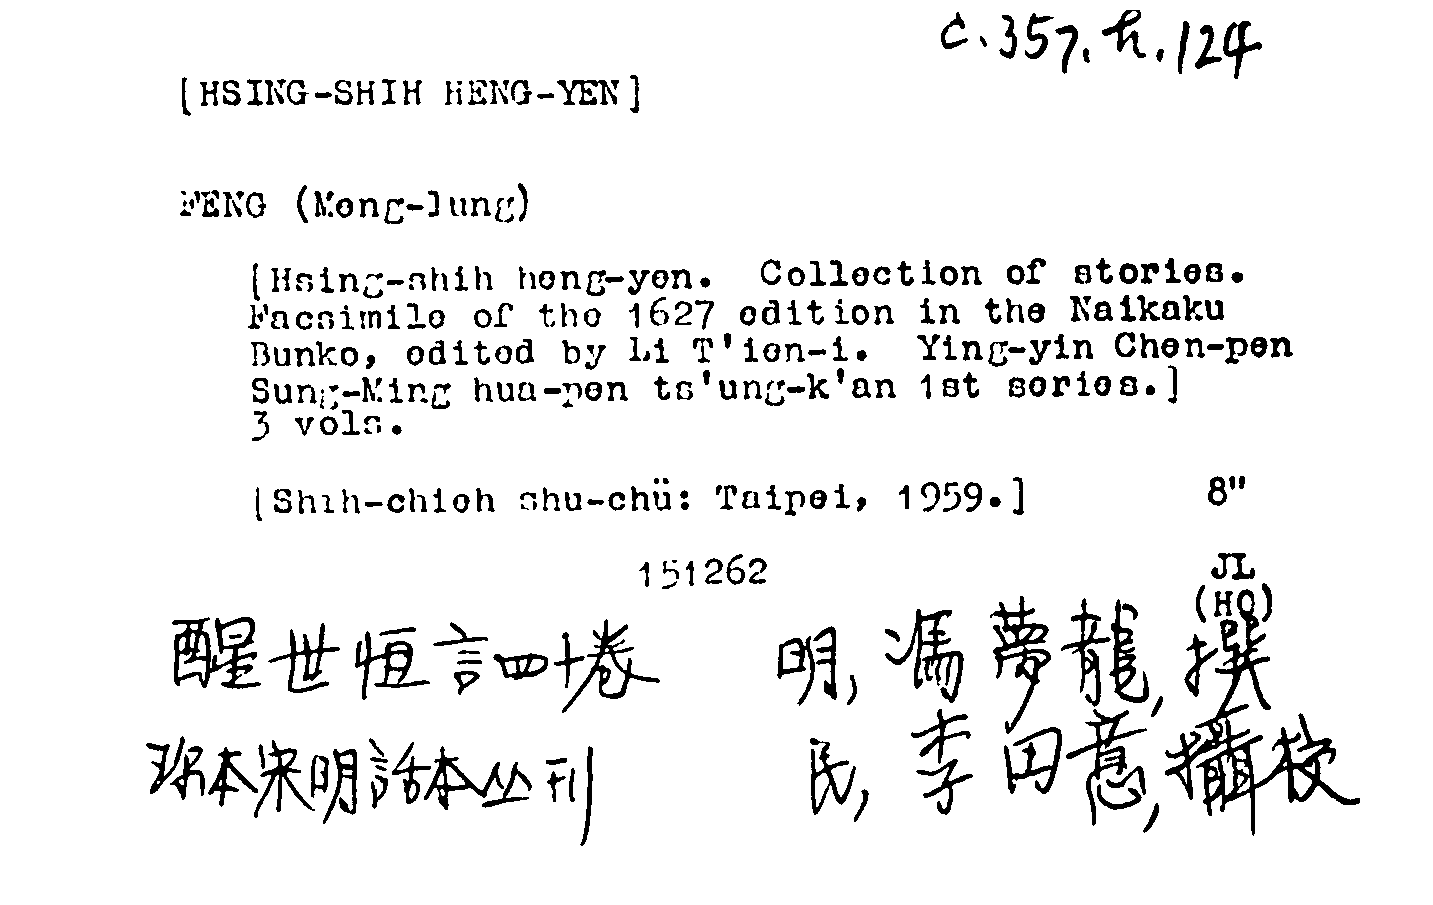 c.357.h.124
[HSING-SHIH HENG-YEN]
FENG (Meng-lung)
[Hsing-shih heng-yen. Collection of stories.
Facsimile of the 1627 edition in the Naikaku
Bunko, edited by Li T'ien-i. Ying-yin Chen-pen
Sung-Ming hua-pen ts'ung-k'an 1st series.]
3 vols.
[Shih-chieh shu-chü: Taipei, 1959.] 8"
151262 JL
(HO)
醒世恆言四十卷 明, 馮夢龍, 撰
珎本宋明話本丛刊 民, 李田意, 攝校